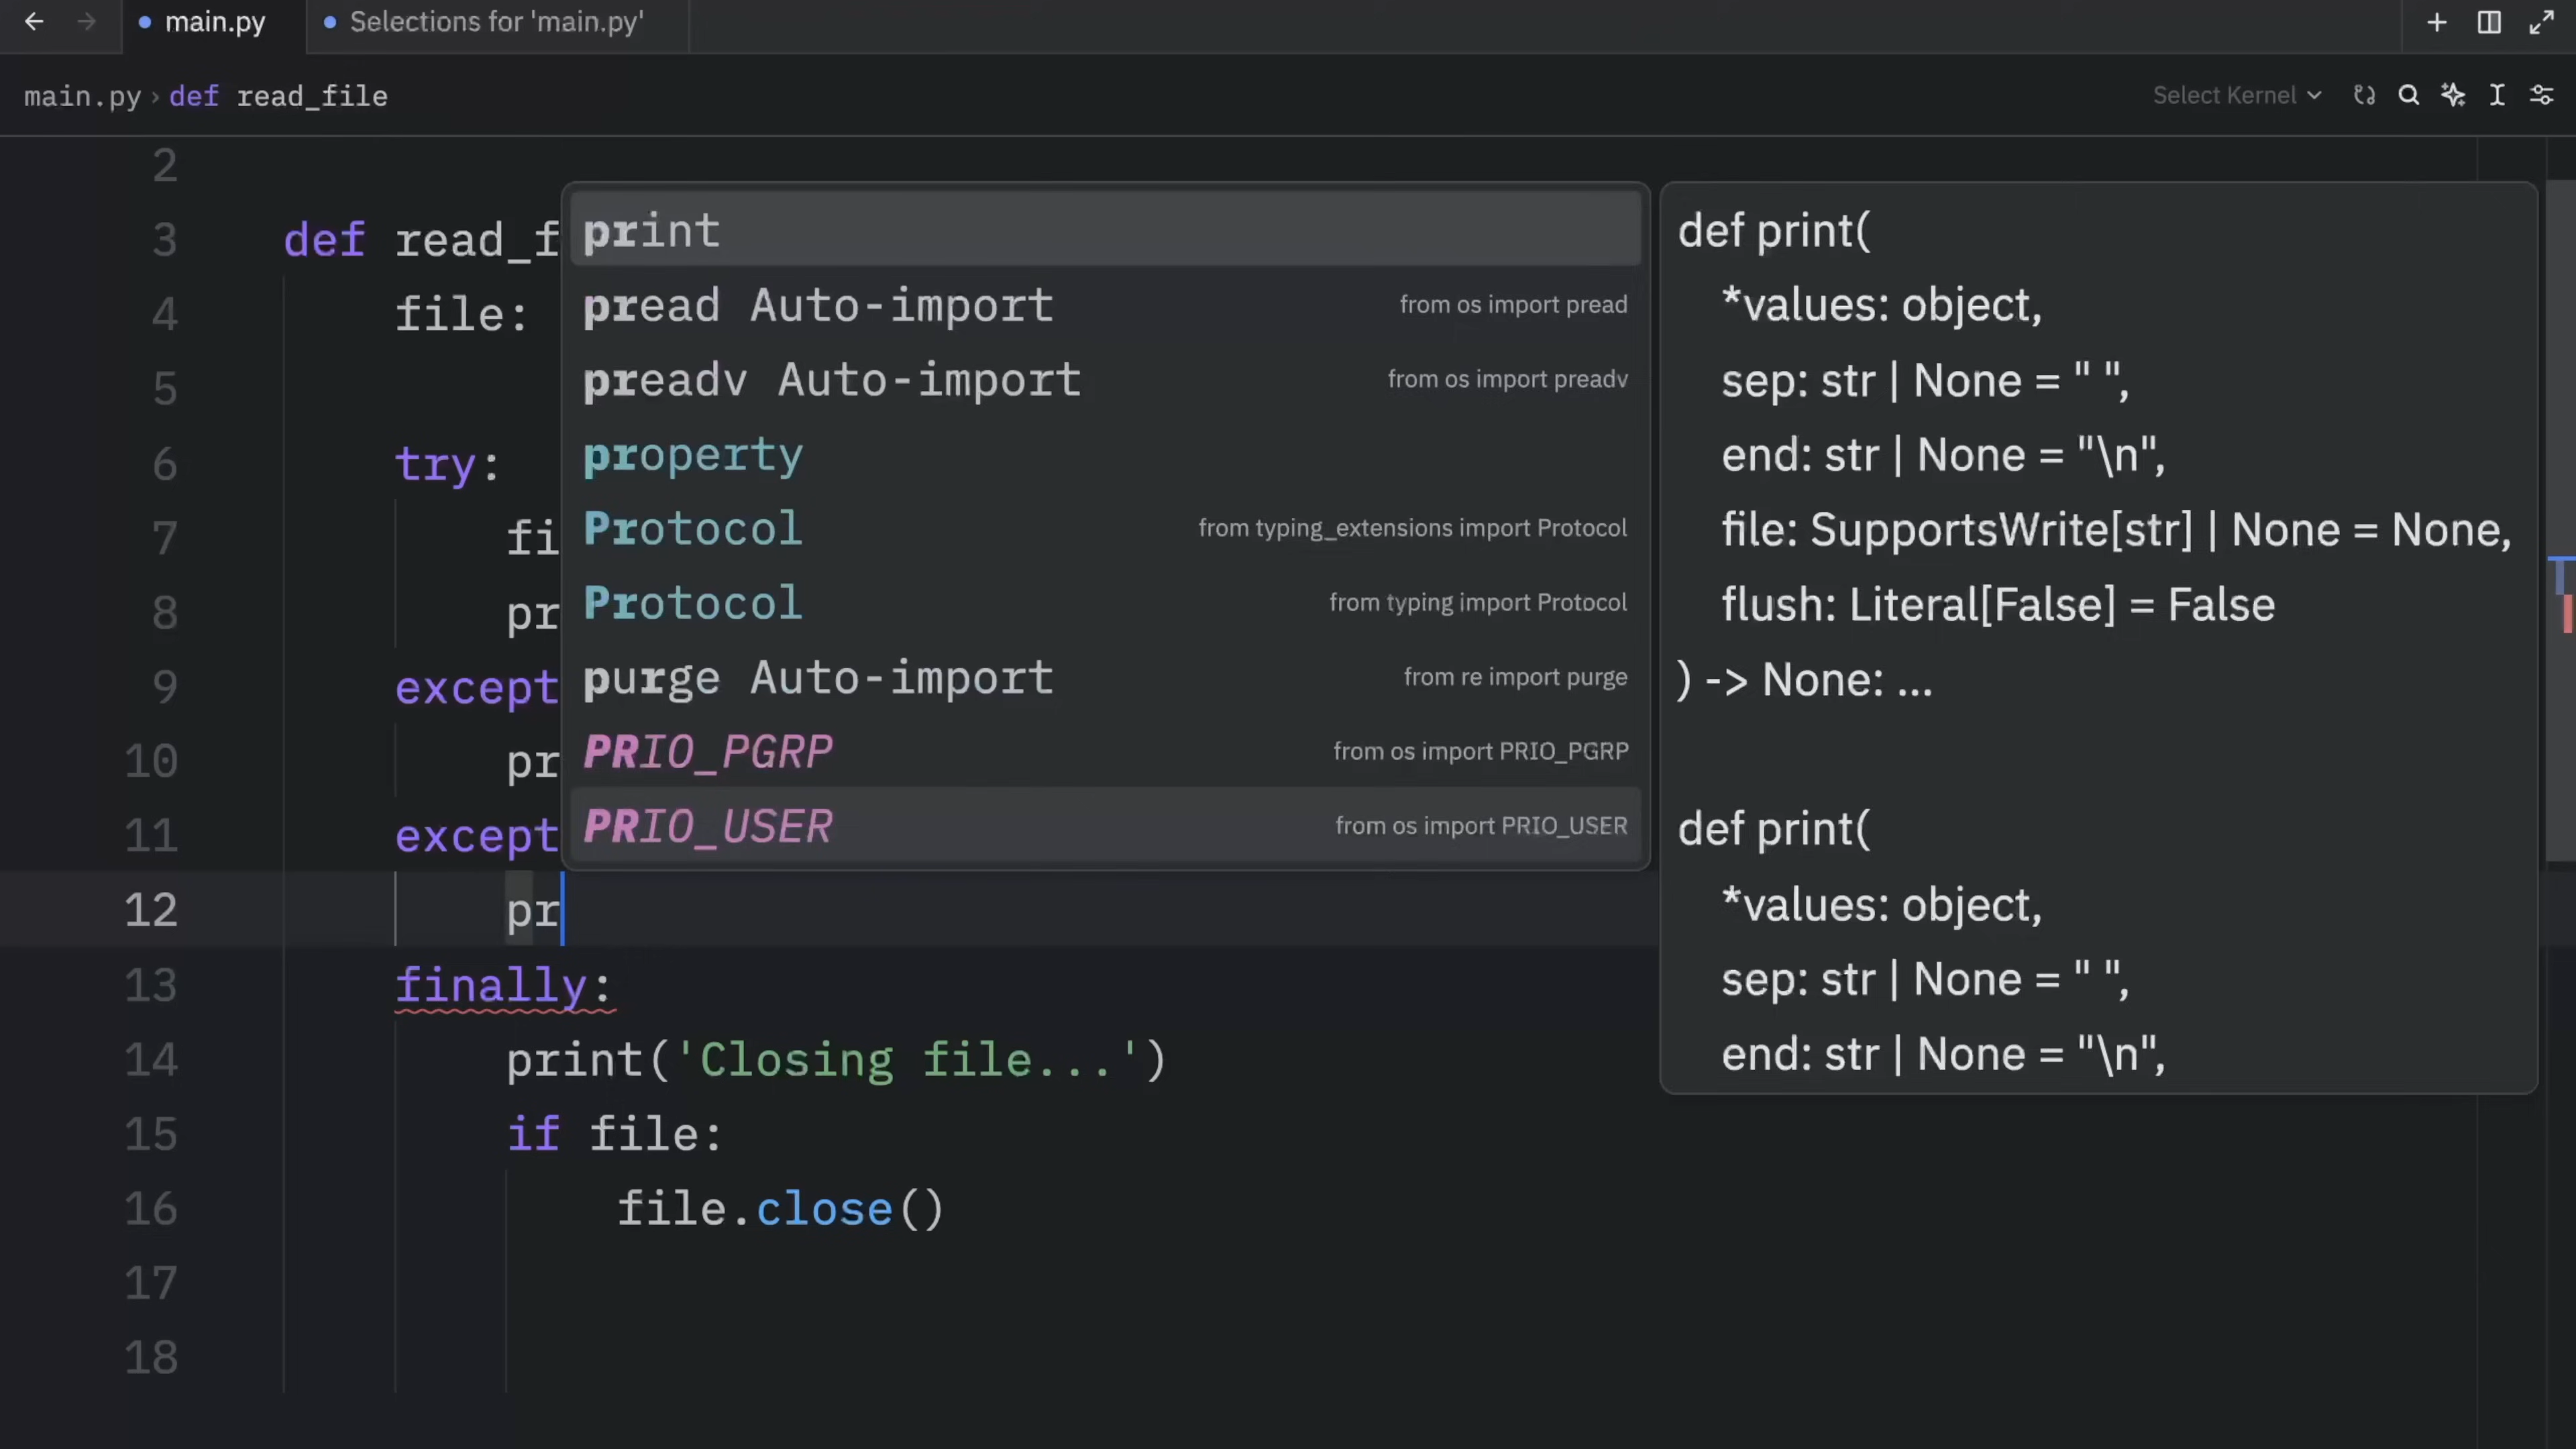 main.py
Selections for 'main.py'
main.py › def read_file
Select Kernel
2
3 def read_f
4 file:
5
6 try:
7 fi
8 pr
9 except
10 pr
11 except
12 pr
13 finally:
14 print('Closing file...')
15 if file:
16 file.close()
17
18
print
pread Auto-import from os import pread
preadv Auto-import from os import preadv
property
Protocol from typing_extensions import Protocol
Protocol from typing import Protocol
purge Auto-import from re import purge
PRIO_PGRP from os import PRIO_PGRP
PRIO_USER from os import PRIO_USER
def print(
*values: object,
sep: str | None = " ",
end: str | None = "\n",
file: SupportsWrite[str] | None = None,
flush: Literal[False] = False
) -> None: ...
def print(
*values: object,
sep: str | None = " ",
end: str | None = "\n",